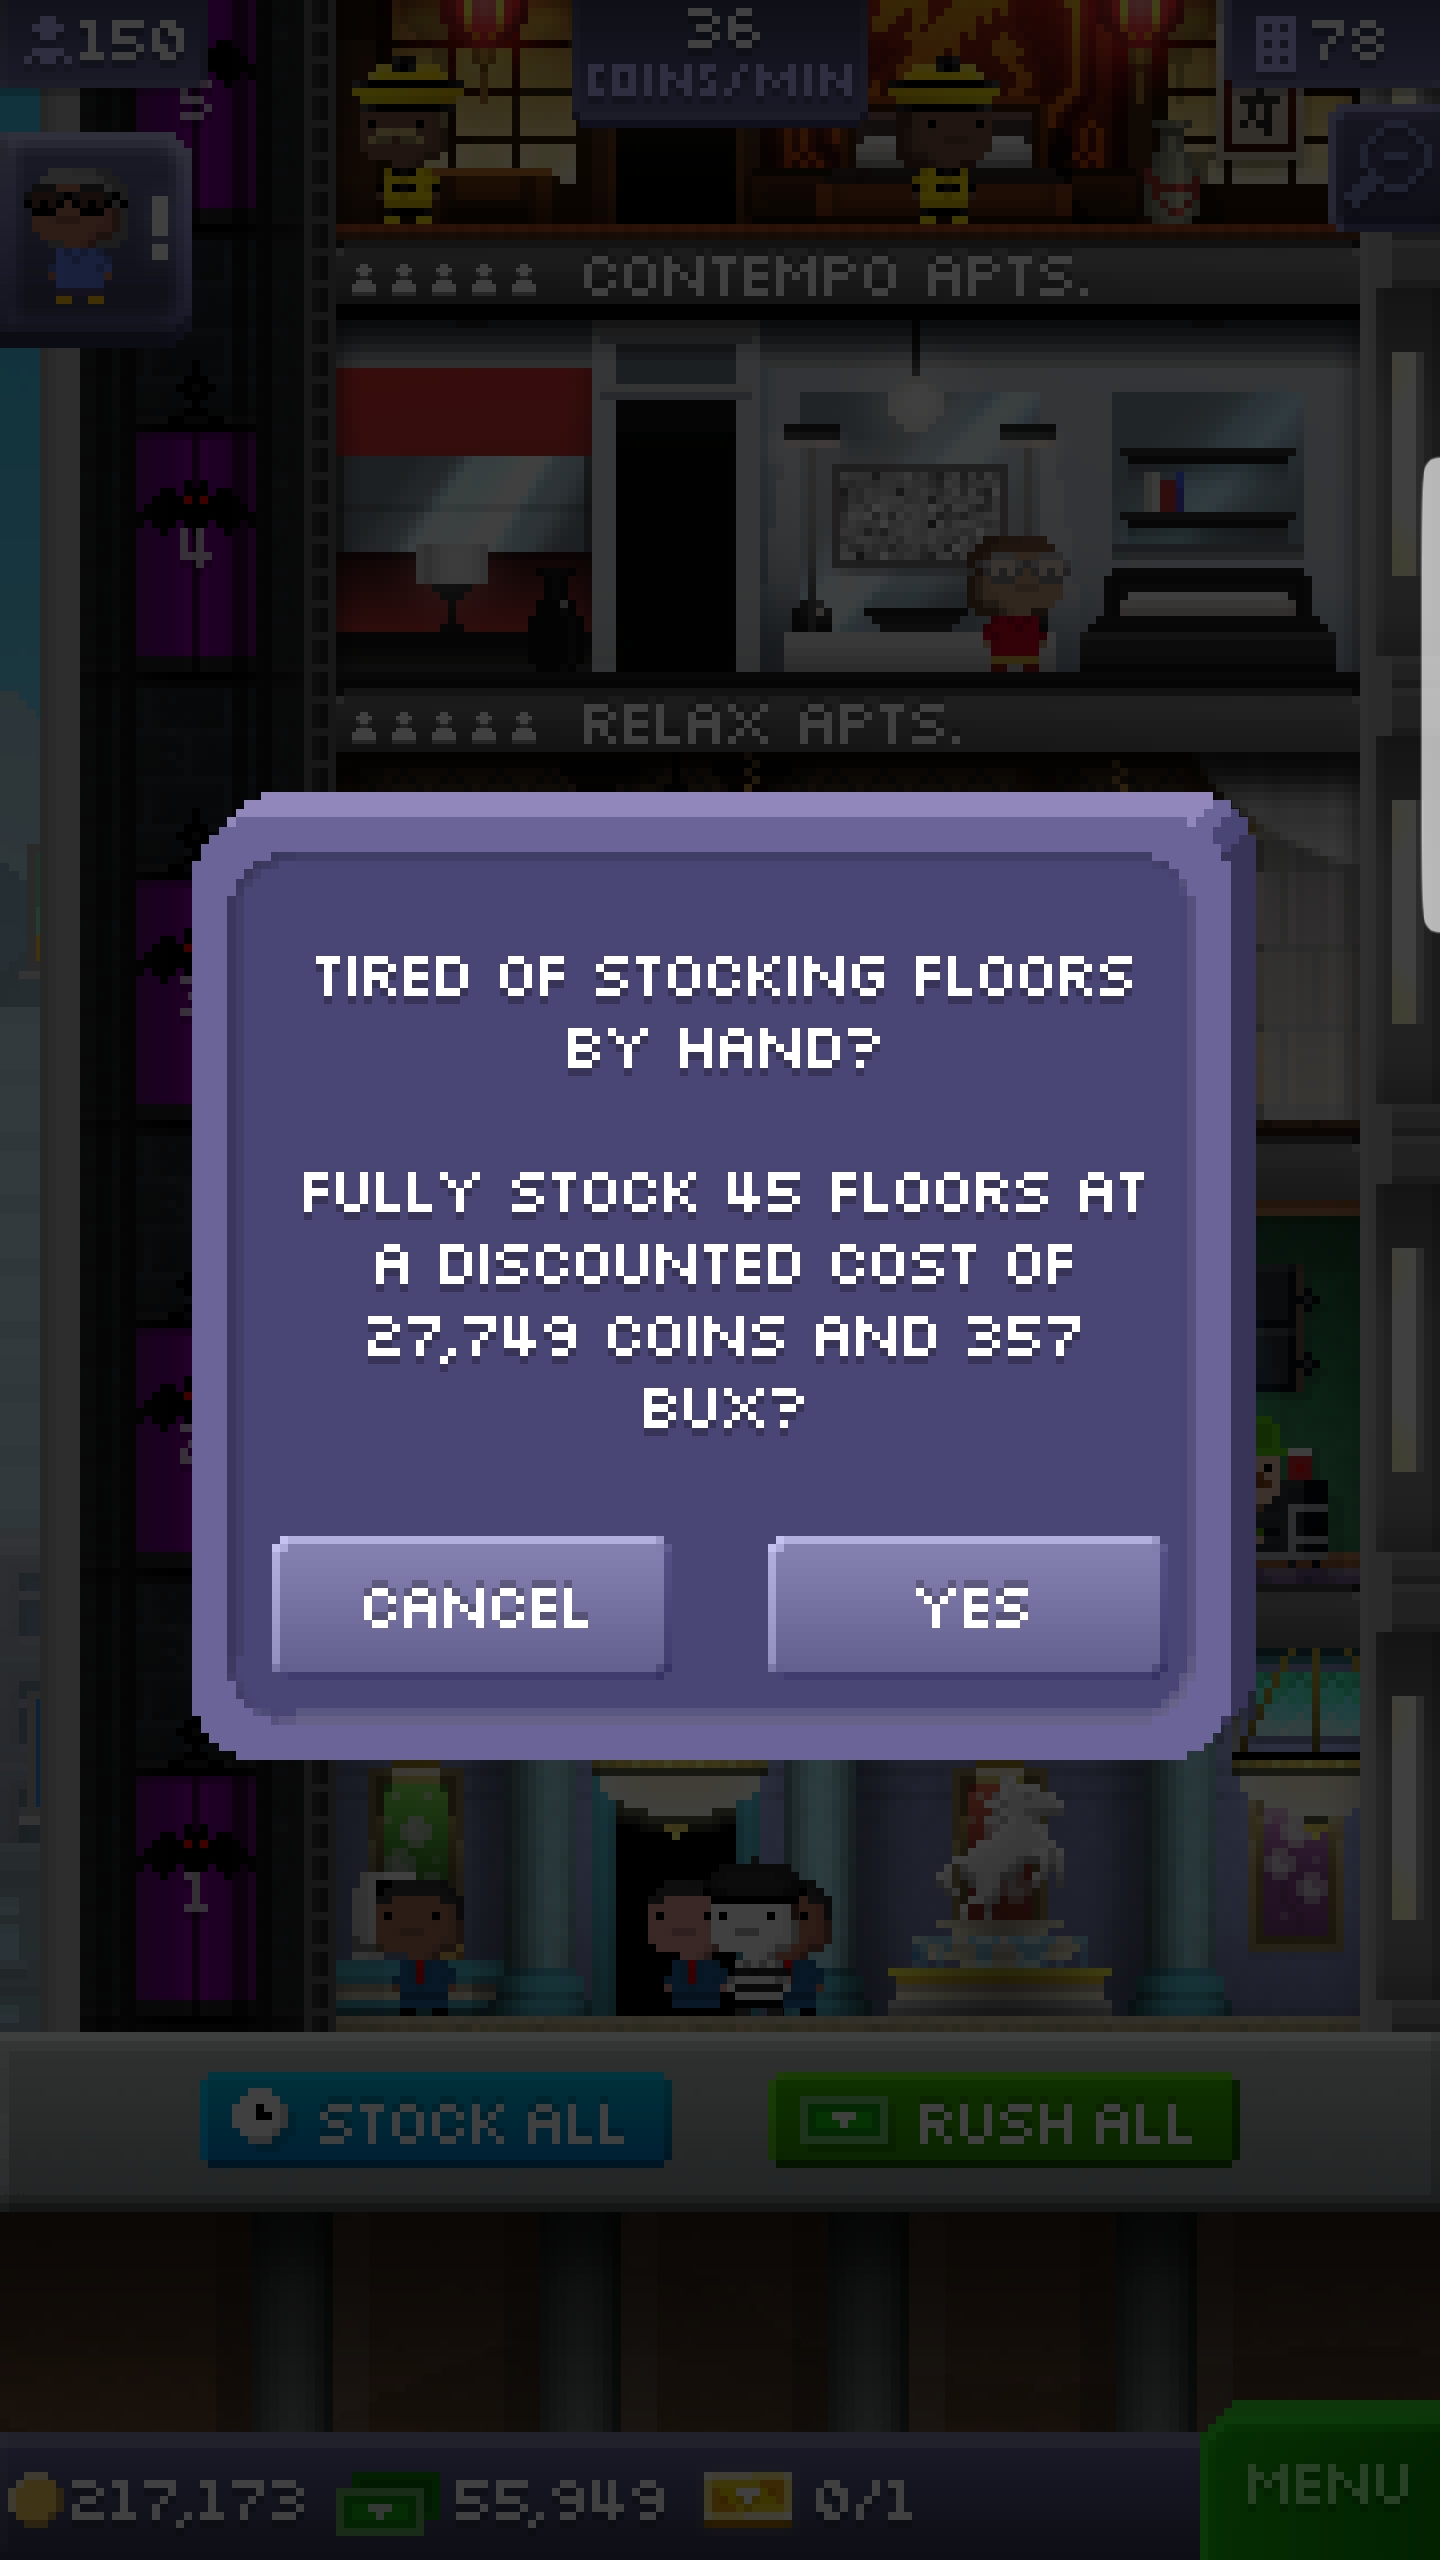 150
36
COINS/MIN
78
5
CONTEMPO APTS.
4
RELAX APTS.
TIRED OF STOCKING FLOORS
BY HAND?
FULLY STOCK 45 FLOORS AT
A DISCOUNTED COST OF
27,749 COINS AND 357
BUX?
CANCEL
YES
1
STOCK ALL
RUSH ALL
217,173
55,949
0/1
MENU